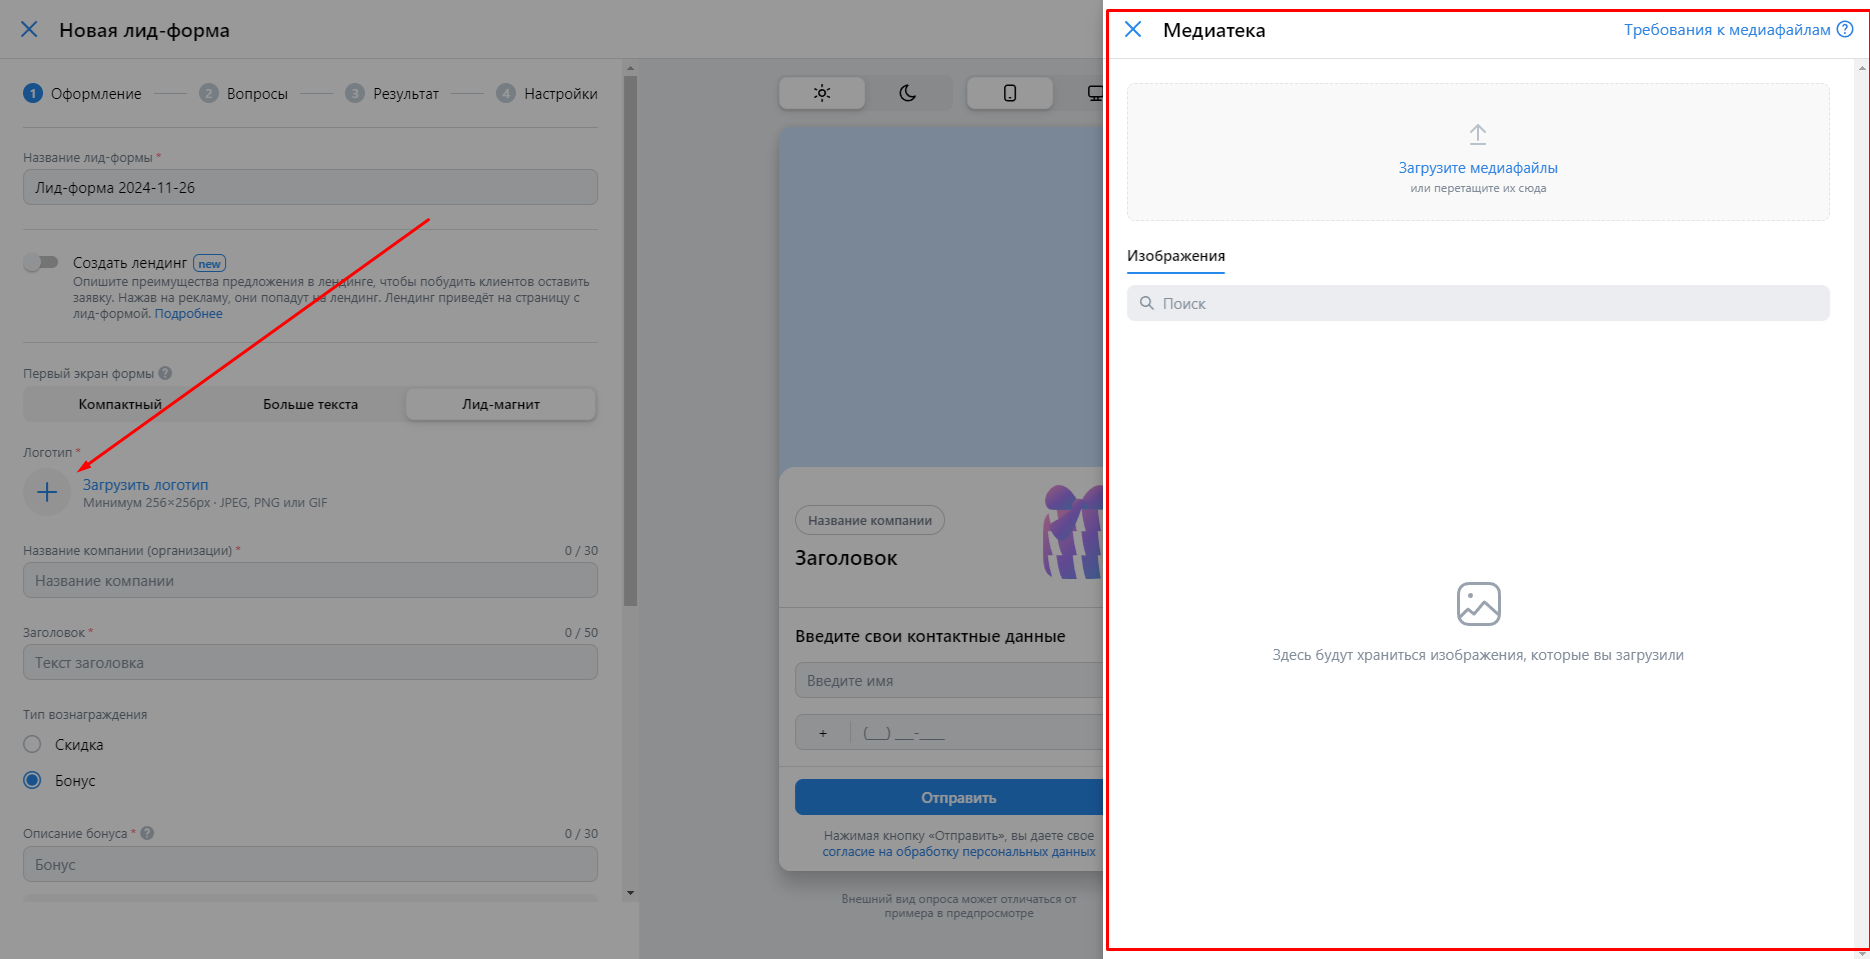 Новая лид-форма
1 Оформление
2 Вопросы
3 Результат
4 Настройки
Название лид-формы *
Лид-форма 2024-11-26
Создать лендинг new
Опишите преимущества предложения в лендинге, чтобы побудить клиентов оставить
заявку. Нажав на рекламу, они попадут на лендинг. Лендинг приведёт на страницу с
лид-формой. Подробнее
Первый экран формы ?
Компактный
Больше текста
Лид-магнит
Логотип *
Загрузить логотип
Минимум 256×256px · JPEG, PNG или GIF
Название компании (организации) *
0 / 30
Название компании
Заголовок *
0 / 50
Текст заголовка
Тип вознаграждения
Скидка
Бонус
Описание бонуса * ?
0 / 30
Бонус
Название компании
Заголовок
Введите свои контактные данные
Введите имя
+ (___) ___-____
Отправить
Нажимая кнопку «Отправить», вы даете свое
согласие на обработку персональных данных
Внешний вид опроса может отличаться от
примера в предпросмотре
Медиатека
Требования к медиафайлам ?
Загрузите медиафайлы
или перетащите их сюда
Изображения
Поиск
Здесь будут храниться изображения, которые вы загрузили